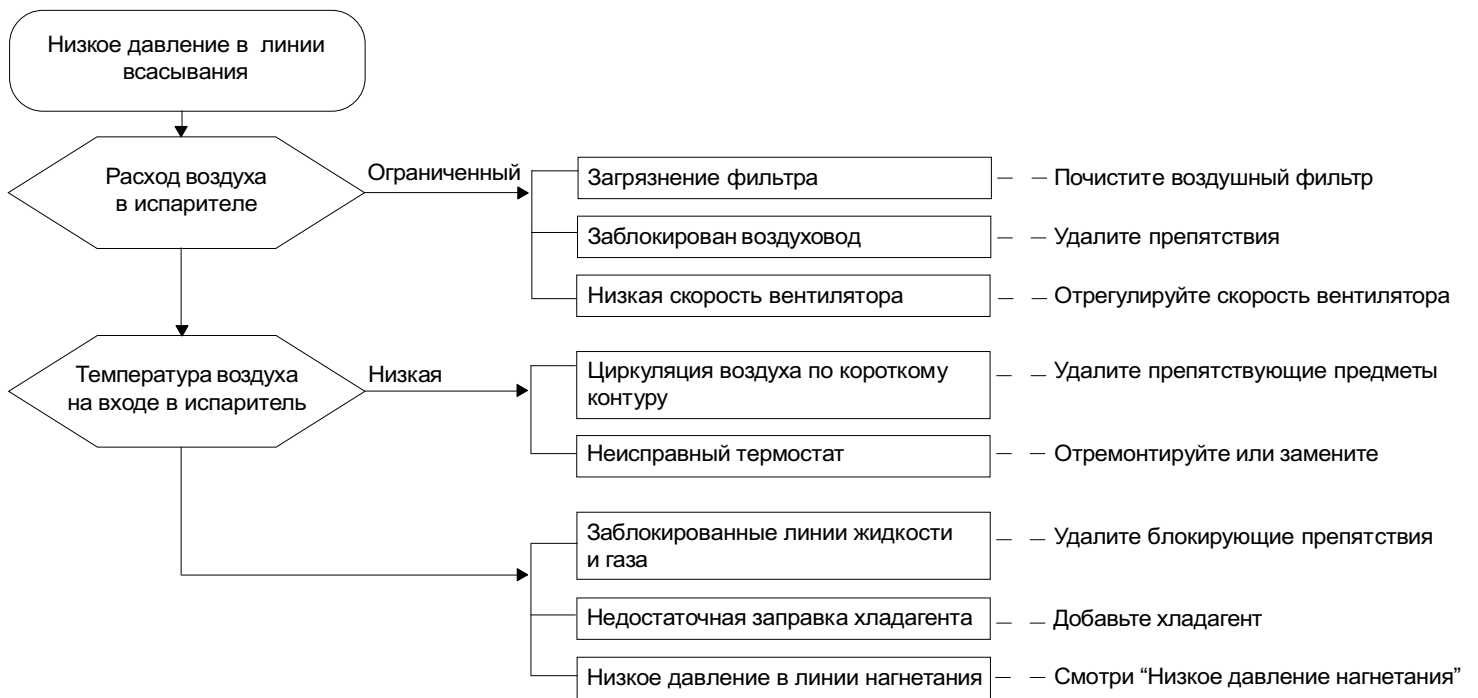 Низкое давление в линии
всасывания
Расход воздуха
в испарителе
Ограниченный
Загрязнение фильтра
Почистите воздушный фильтр
Заблокирован воздуховод
Удалите препятствия
Низкая скорость вентилятора
Отрегулируйте скорость вентилятора
Температура воздуха
на входе в испаритель
Низкая
Циркуляция воздуха по короткому
контуру
Удалите препятствующие предметы
Неисправный термостат
Отремонтируйте или замените
Заблокированные линии жидкости
и газа
Удалите блокирующие препятствия
Недостаточная заправка хладагента
Добавьте хладагент
Низкое давление в линии нагнетания
Смотри “Низкое давление нагнетания”